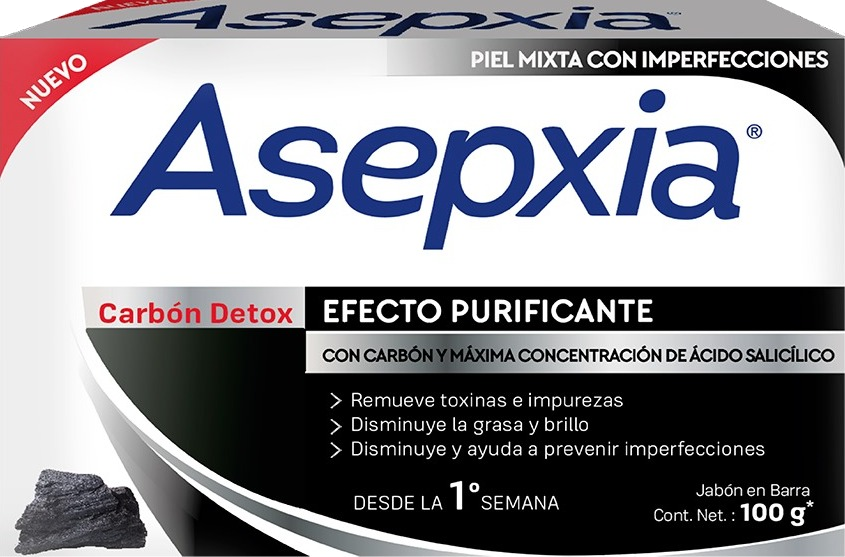 NUEVO
Asepxia
PIEL MIXTA CON IMPERFECCIONES
NUEVO
Asepxia®
Carbón Detox EFECTO PURIFICANTE
CON CARBÓN Y MÁXIMA CONCENTRACIÓN DE ÁCIDO SALICÍLICO
> Remueve toxinas e impurezas
> Disminuye la grasa y brillo
> Disminuye y ayuda a prevenir imperfecciones
DESDE LA 1º SEMANA
Jabón en Barra
Cont. Net. : 100 g*